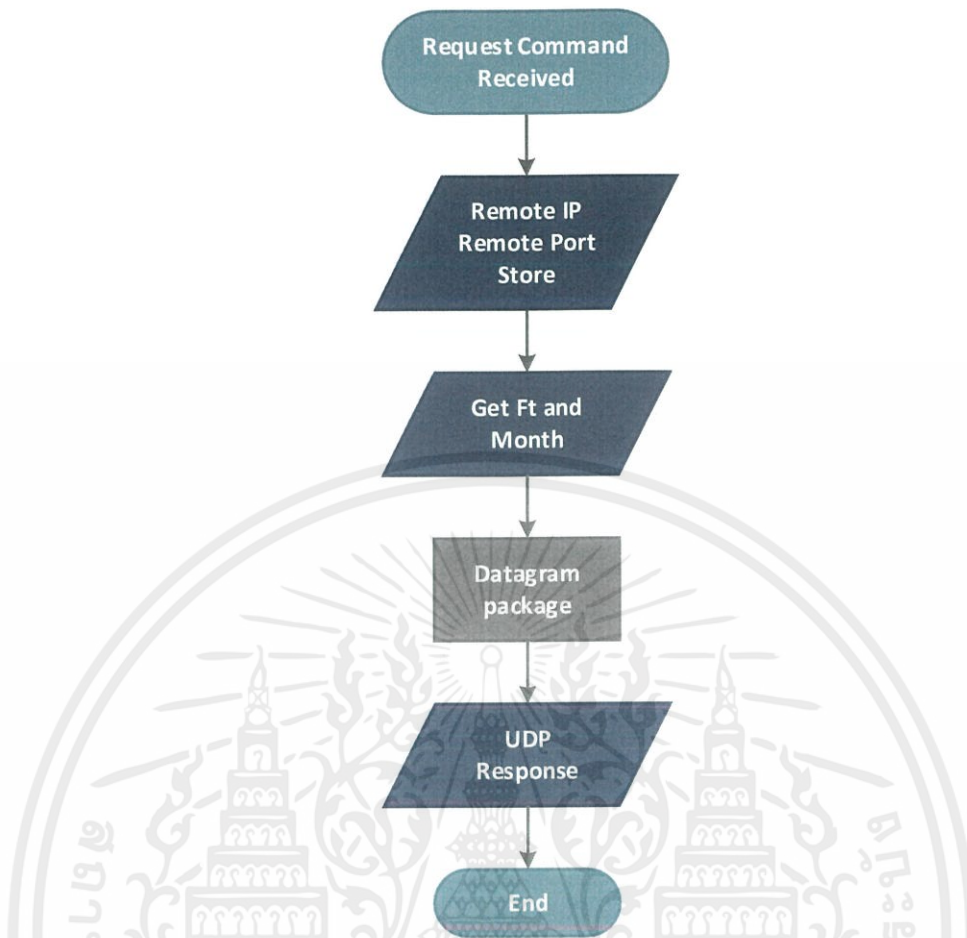 Request Command
Received
Remote IP
Remote Port
Store
Get Ft and
Month
Datagram
package
UDP
Response
End